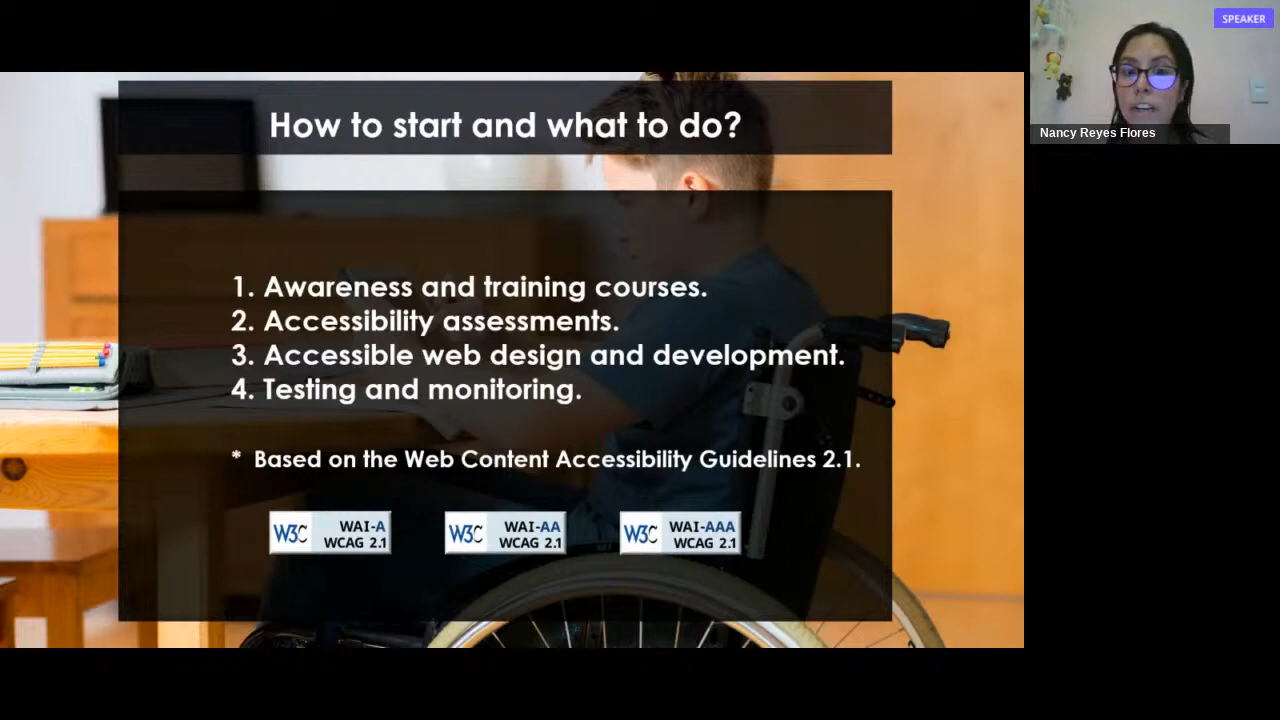 SPEAKER
Nancy Reyes Flores
How to start and what to do?
1. Awareness and training courses.
2. Accessibility assessments.
3. Accessible web design and development.
4. Testing and monitoring.
* Based on the Web Content Accessibility Guidelines 2.1.
W3C WAI-A WCAG 2.1
W3C WAI-AA WCAG 2.1
W3C WAI-AAA WCAG 2.1